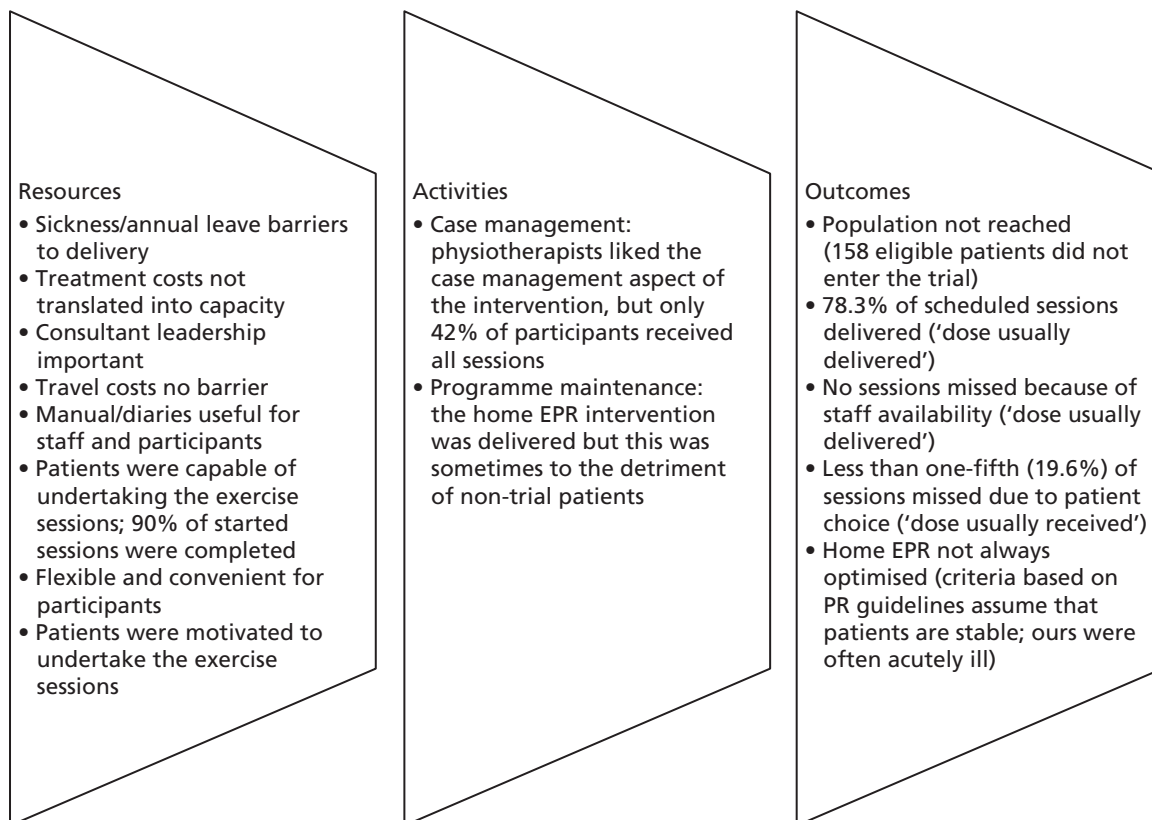 Resources
• Sickness/annual leave barriers
to delivery
• Treatment costs not
translated into capacity
• Consultant leadership
important
• Travel costs no barrier
• Manual/diaries useful for
staff and participants
• Patients were capable of
undertaking the exercise
sessions; 90% of started
sessions were completed
• Flexible and convenient for
participants
• Patients were motivated to
undertake the exercise
sessions
Activities
• Case management:
physiotherapists liked the
case management aspect of
the intervention, but only
42% of participants received
all sessions
• Programme maintenance:
the home EPR intervention
was delivered but this was
sometimes to the detriment
of non-trial patients
Outcomes
• Population not reached
(158 eligible patients did not
enter the trial)
• 78.3% of scheduled sessions
delivered (‘dose usually
delivered’)
• No sessions missed because of
staff availability (‘dose usually
delivered’)
• Less than one-fifth (19.6%) of
sessions missed due to patient
choice (‘dose usually received’)
• Home EPR not always
optimised (criteria based on
PR guidelines assume that
patients are stable; ours were
often acutely ill)